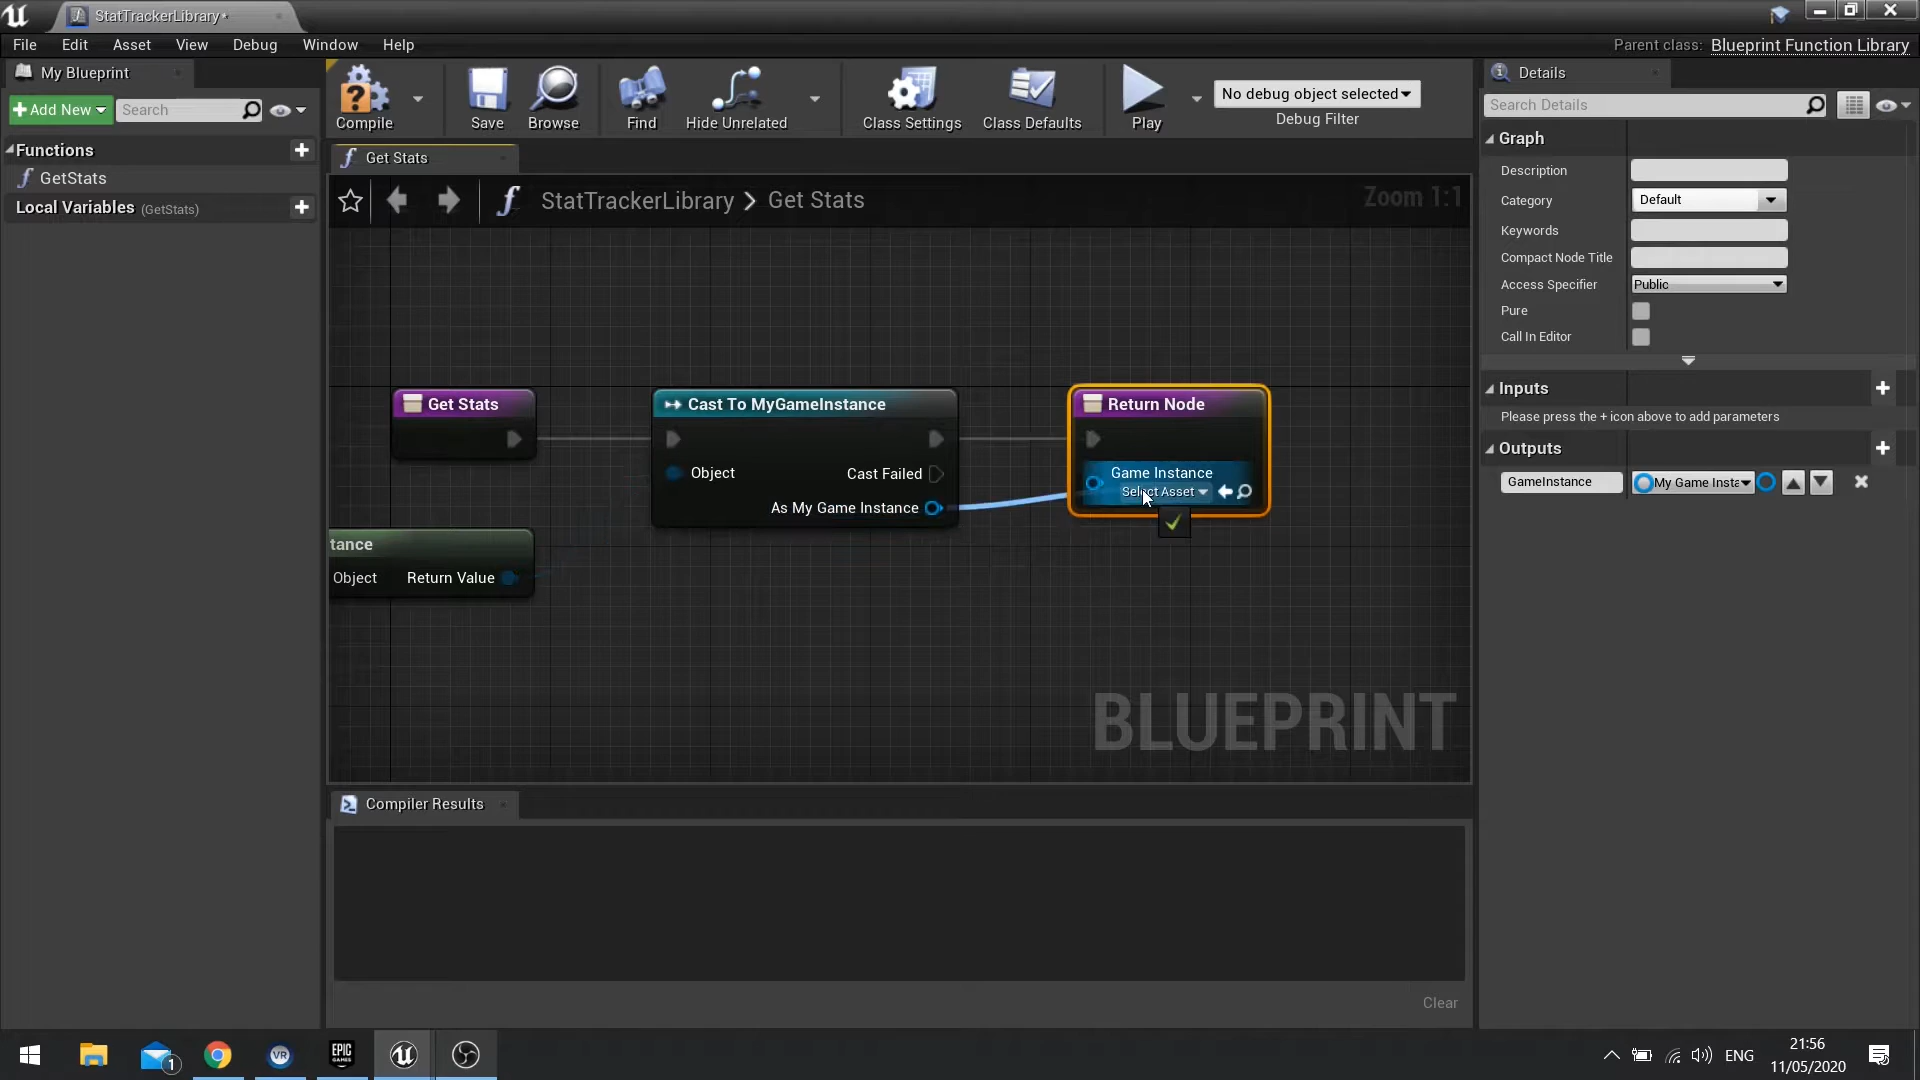 StatTrackerLibrary*
File Edit Asset View Debug Window Help
Parent class: Blueprint Function Library
My Blueprint
Add New
Search
Functions
GetStats
Local Variables (GetStats)
Compile
Save
Browse
Find
Hide Unrelated
Class Settings
Class Defaults
Play
No debug object selected
Debug Filter
Get Stats
StatTrackerLibrary > Get Stats
Zoom 1:1
Get Stats
Cast To MyGameInstance
Object
Cast Failed
As My Game Instance
Return Node
Game Instance
Select Asset
tance
Object Return Value
BLUEPRINT
Compiler Results
Clear
Details
Search Details
Graph
Description
Category Default
Keywords
Compact Node Title
Access Specifier Public
Pure
Call In Editor
Inputs
Please press the + icon above to add parameters
Outputs
GameInstance My Game Insta
VR
EPIC GAMES
1
ENG
21:56
11/05/2020